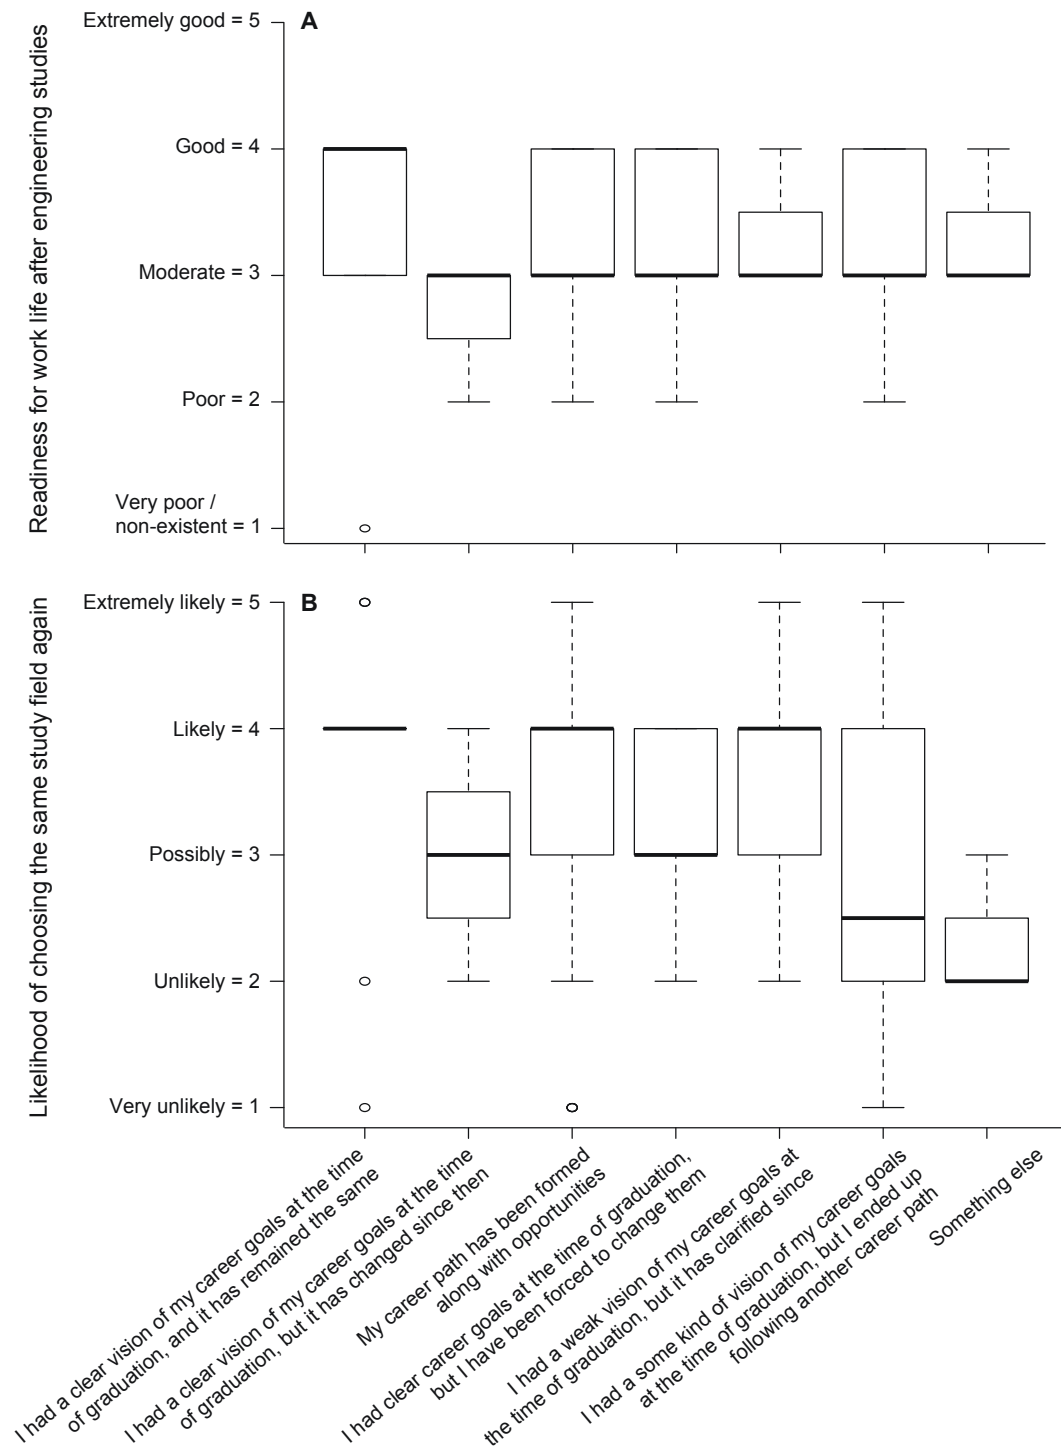 Readiness for work life after engineering studies
Extremely good = 5
A
Good = 4
Moderate = 3
Poor = 2
Very poor /
non-existent = 1
Likelihood of choosing the same study field again
Extremely likely = 5
B
Likely = 4
Possibly = 3
Unlikely = 2
Very unlikely = 1
I had a clear vision of my career goals at the time
of graduation, and it has remained the same
I had a clear vision of my career goals at the time
of graduation, but it has changed since then
My career path has been formed
along with opportunities
I had clear career goals at the time of graduation,
but I have been forced to change them
I had a weak vision of my career goals at
the time of graduation, but it has clarified since
I had a some kind of vision of my career goals
at the time of graduation, but I ended up
following another career path
Something else